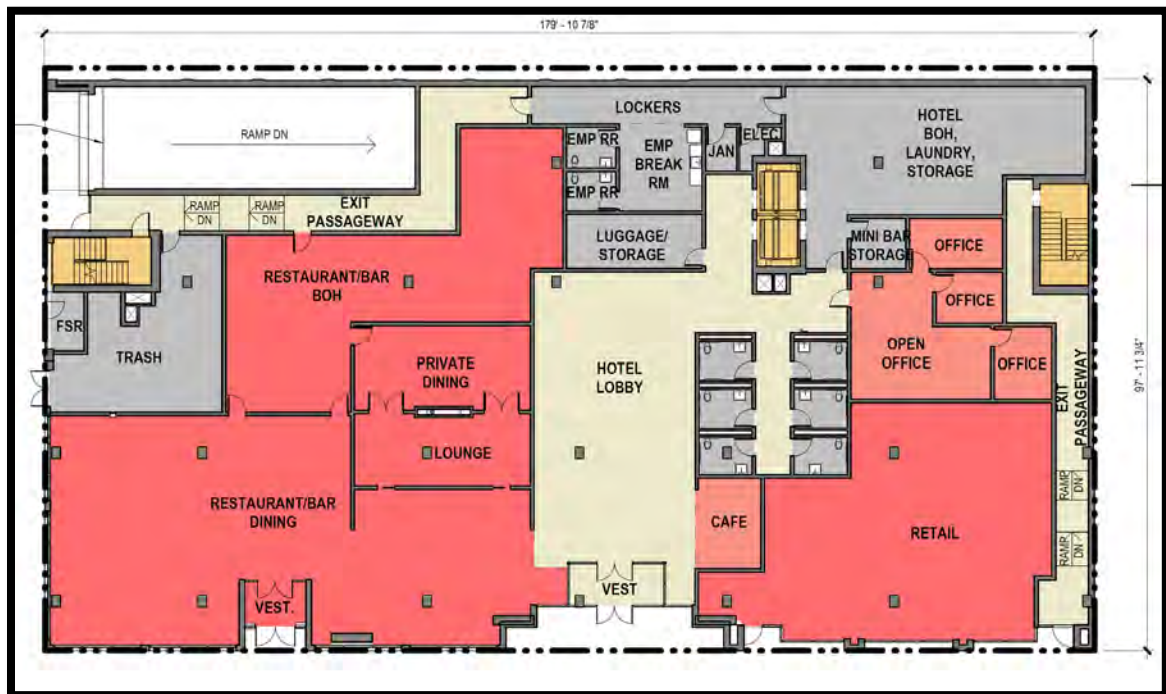 179' - 10 7/8"
LOCKERS
RAMP DN
EMP RR
EMP
BREAK
RM
JAN
ELEC
HOTEL
BOH,
LAUNDRY,
STORAGE
EMP RR
RAMP
DN
RAMP
DN
EXIT
PASSAGEWAY
LUGGAGE/
STORAGE
MINI BAR
STORAGE
OFFICE
RESTAURANT/BAR
BOH
OFFICE
FSR
TRASH
PRIVATE
DINING
HOTEL
LOBBY
OPEN
OFFICE
OFFICE
EXIT
PASSAGEWAY
97' - 11 3/4"
LOUNGE
RESTAURANT/BAR
DINING
CAFE
RETAIL
RAMP
DN
RAMP
DN
VEST.
VEST